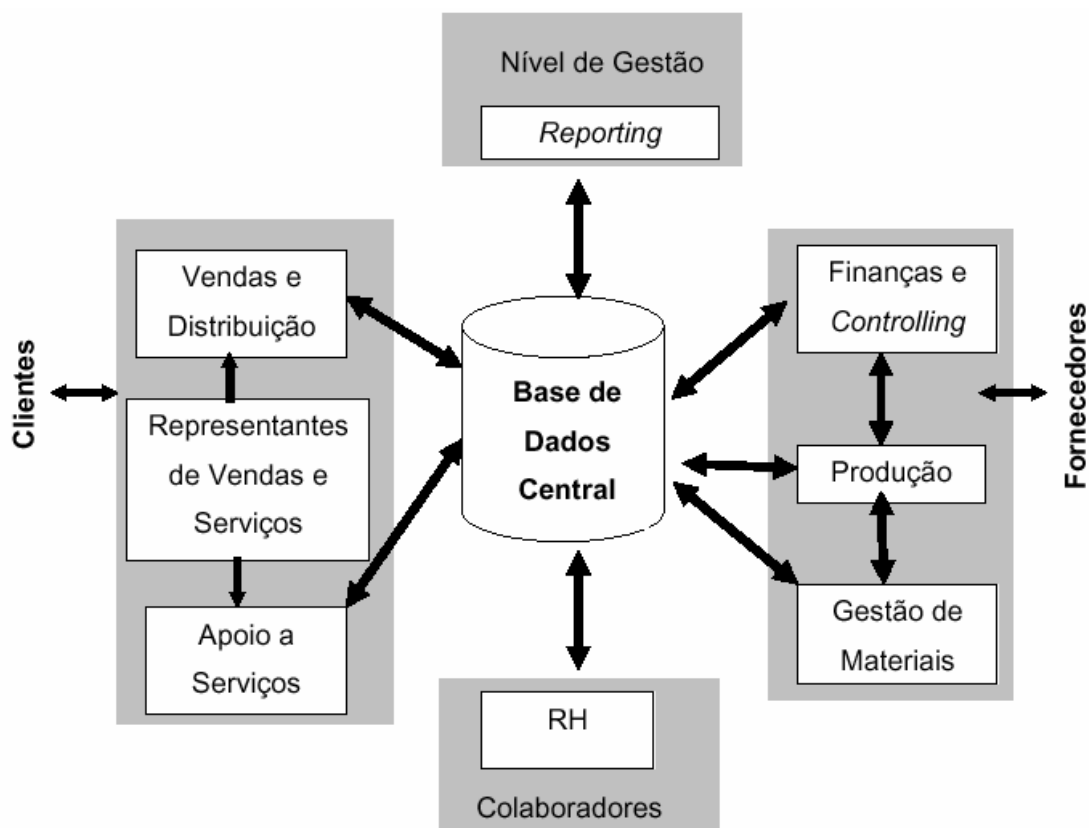 Nível de Gestão
Reporting
Clientes
Vendas e
Distribuição
Representantes
de Vendas e
Serviços
Apoio a
Serviços
Base de
Dados
Central
Finanças e
Controlling
Produção
Gestão de
Materiais
Fornecedores
RH
Colaboradores